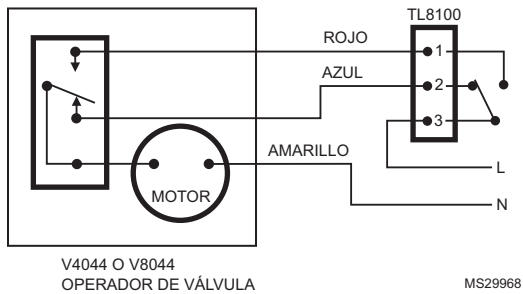 TL8100
ROJO
1
AZUL
2
3
AMARILLO
L
MOTOR
N
V4044 O V8044
OPERADOR DE VÁLVULA
MS29968